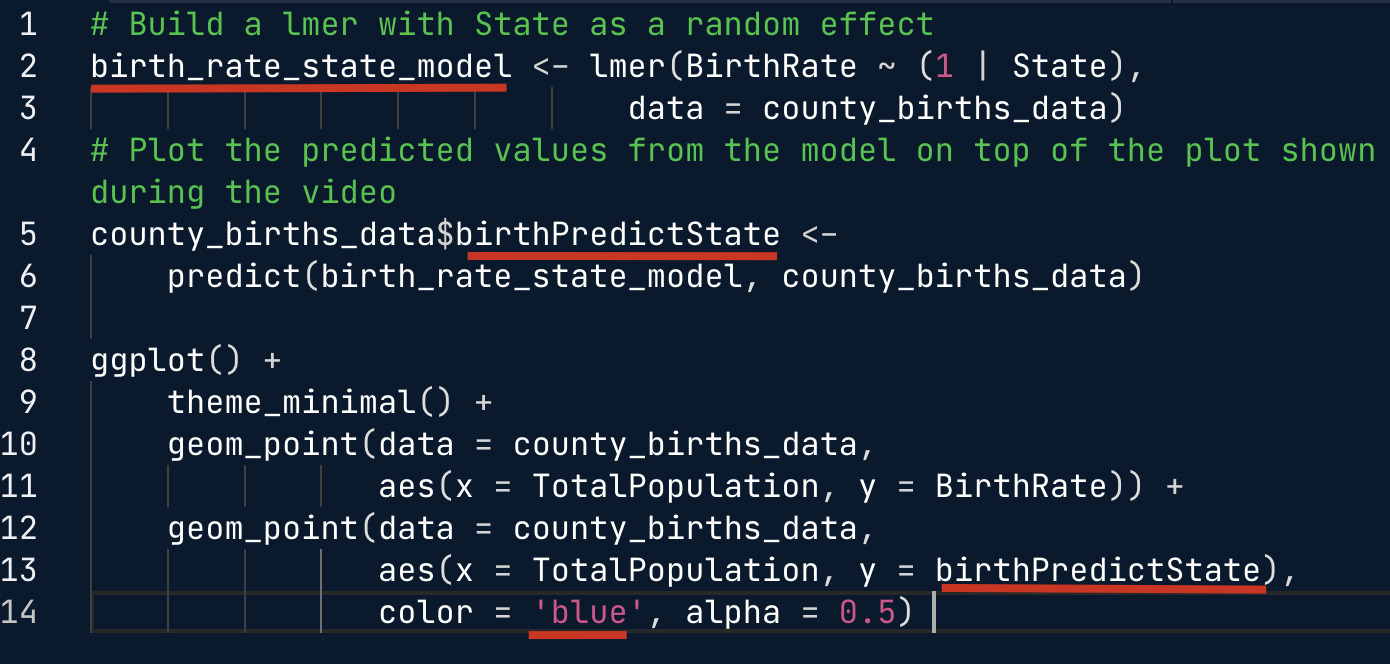 1 # Build a lmer with State as a random effect
2 birth_rate_state_model <- lmer(BirthRate ~ (1 | State),
3 data = county_births_data)
4 # Plot the predicted values from the model on top of the plot shown
during the video
5 county_births_data$birthPredictState <-
6 predict(birth_rate_state_model, county_births_data)
7
8 ggplot() +
9 theme_minimal() +
10 geom_point(data = county_births_data,
11 aes(x = TotalPopulation, y = BirthRate)) +
12 geom_point(data = county_births_data,
13 aes(x = TotalPopulation, y = birthPredictState),
14 color = 'blue', alpha = 0.5)